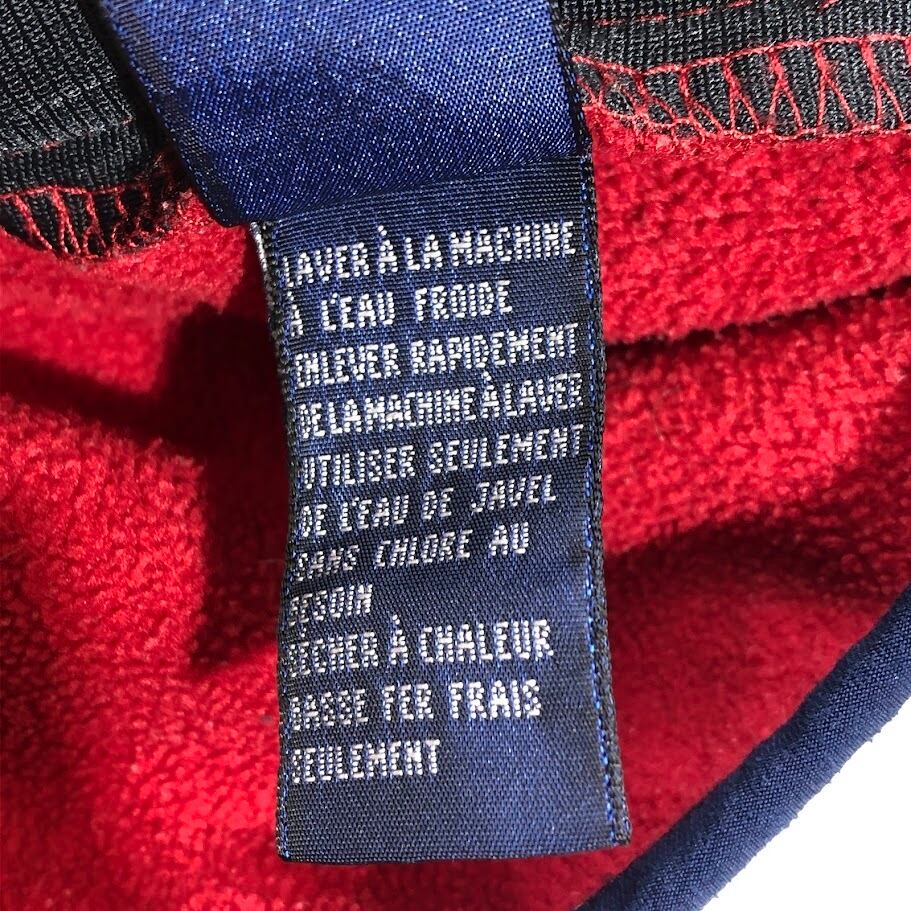 LAVER À LA MACHINE
À L'EAU FROIDE
ENLEVER RAPIDEMENT
DE LA MACHINE À LAVER
UTILISER SEULEMENT
DE L'EAU DE JAVEL
SANS CHLORE AU
BESOIN
SECHER À CHALEUR
BASSE FER FRAIS
SEULEMENT